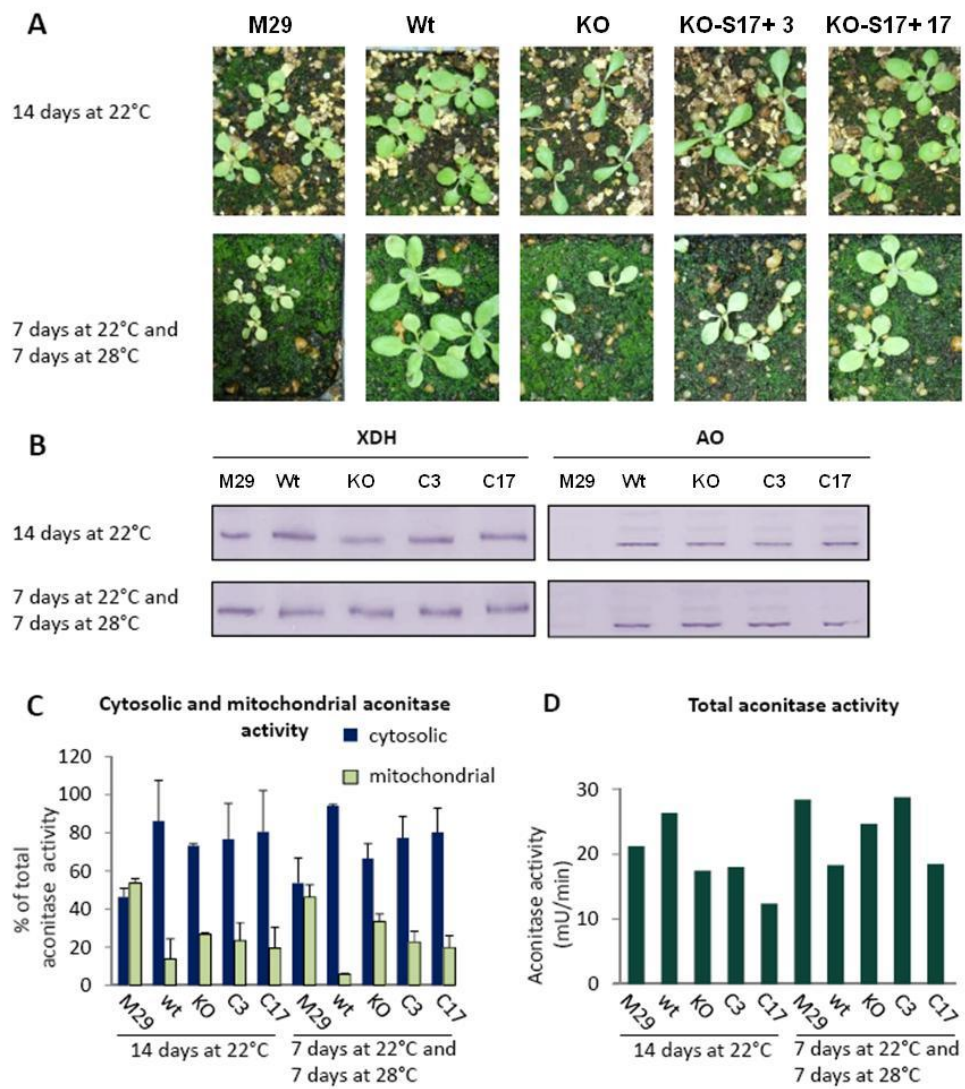 A
M29 Wt KO KO-S17+ 3 KO-S17+ 17
14 days at 22°C
7 days at 22°C and
7 days at 28°C
B
XDH AO
M29 Wt KO C3 C17 M29 Wt KO C3 C17
14 days at 22°C
7 days at 22°C and
7 days at 28°C
C
Cytosolic and mitochondrial aconitase
activity
cytosolic
mitochondrial
% of total
aconitase activity
120
100
80
60
40
20
0
M29 wt KO C3 C17 M29 wt KO C3 C17
14 days at 22°C 7 days at 22°C and
7 days at 28°C
D
Total aconitase activity
Aconitase activity
(mU/min)
30
20
10
0
M29 wt KO C3 C17 M29 wt KO C3 C17
14 days at 22°C 7 days at 22°C and
7 days at 28°C